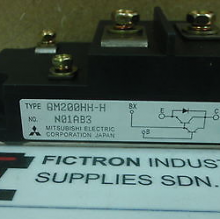 TYPE QM200HH-H
NO. N01AB3
MITSUBISHI ELECTRIC
CORPORATION JAPAN
BX
E
B
FICTRON INDUST
SUPPLIES SDN.